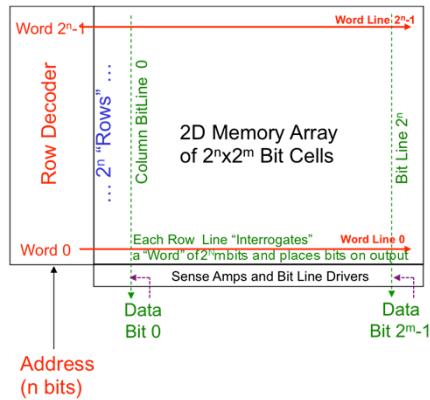 Word 2ⁿ-1
Word Line 2ⁿ-1
Row Decoder
... 2ⁿ “Rows” ...
Column BitLine 0
2D Memory Array
of 2ⁿx2ᵐ Bit Cells
Bit Line 2ⁿ
Word 0
Each Row Line “Interrogates”
Word Line 0
a “Word” of 2ᴺmbits and places bits on output
Sense Amps and Bit Line Drivers
Data
Bit 0
Data
Bit 2ᵐ-1
Address
(n bits)